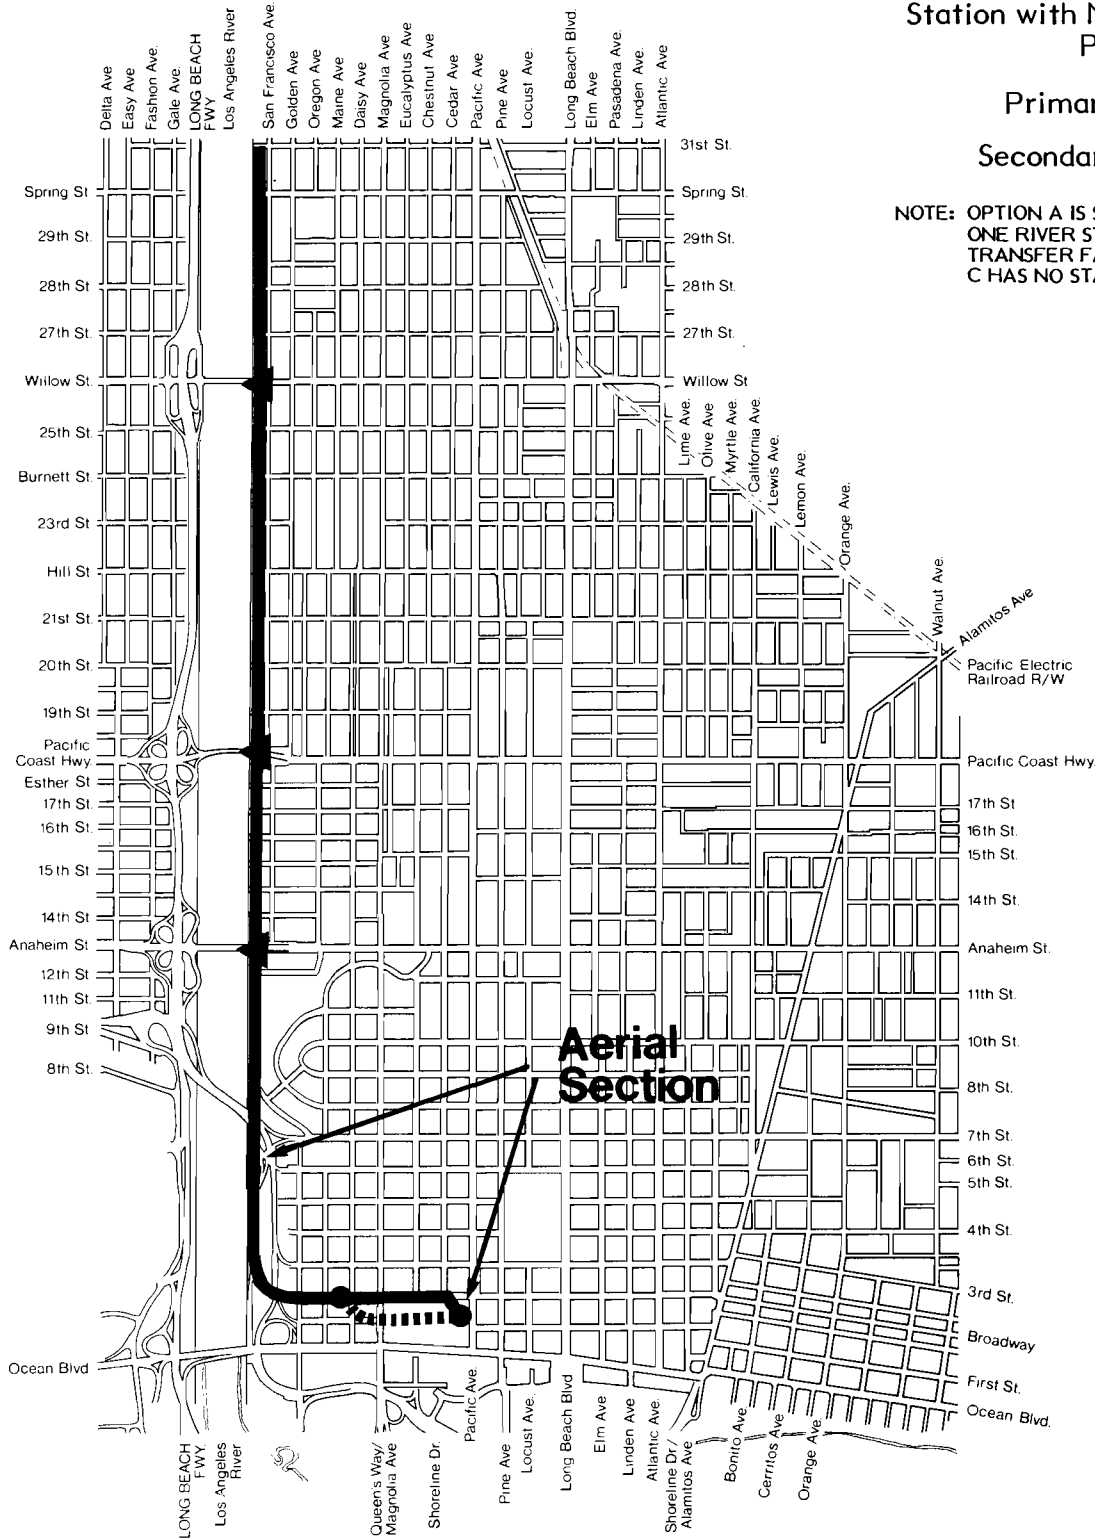 Station with
Primar
Secondar
NOTE: OPTION A IS
ONE RIVER
TRANSFER
C HAS NO
Delta Ave
Easy Ave
Fashion Ave.
Gale Ave.
LONG BEACH
FWY
Los Angeles River
San Francisco Ave.
Golden Ave
Oregon Ave
Maine Ave
Daisy Ave
Magnolia Ave
Eucalyptus Ave
Chestnut Ave
Cedar Ave
Pacific Ave
Pine Ave
Locust Ave.
Long Beach Blvd.
Elm Ave
Pasadena Ave.
Linden Ave.
Atlantic Ave
31st St.
Spring St
Spring St.
29th St.
29th St.
28th St
28th St.
27th St.
27th St.
Willow St.
Willow St
25th St.
Burnett St.
23rd St
Hill St
21st St.
20th St.
19th St
Pacific
Coast Hwy.
Esther St
17th St.
16th St.
15th St
14th St
Anaheim St
12th St
11th St.
9th St
8th St.
Ocean Blvd
Lime Ave.
Olive Ave
Myrtle Ave.
California Ave.
Lewis Ave.
Lemon Ave.
Orange Ave.
Walnut Ave.
Alamitos Ave
Pacific Electric
Railroad R/W
Pacific Coast Hwy.
17th St
16th St.
15th St.
14th St.
Anaheim St.
11th St.
10th St.
8th St.
7th St.
6th St.
5th St.
4th St.
3rd St.
Broadway
First St.
Ocean Blvd.
Aerial
Section
LONG BEACH
FWY.
Los Angeles
River
Queen's Way/
Magnolia Ave
Shoreline Dr.
Pacific Ave.
Pine Ave
Locust Ave.
Long Beach Blvd
Elm Ave
Linden Ave
Atlantic Ave.
Shoreline Dr /
Alamitos Ave
Bonito Ave
Cerritos Ave
Orange Ave.